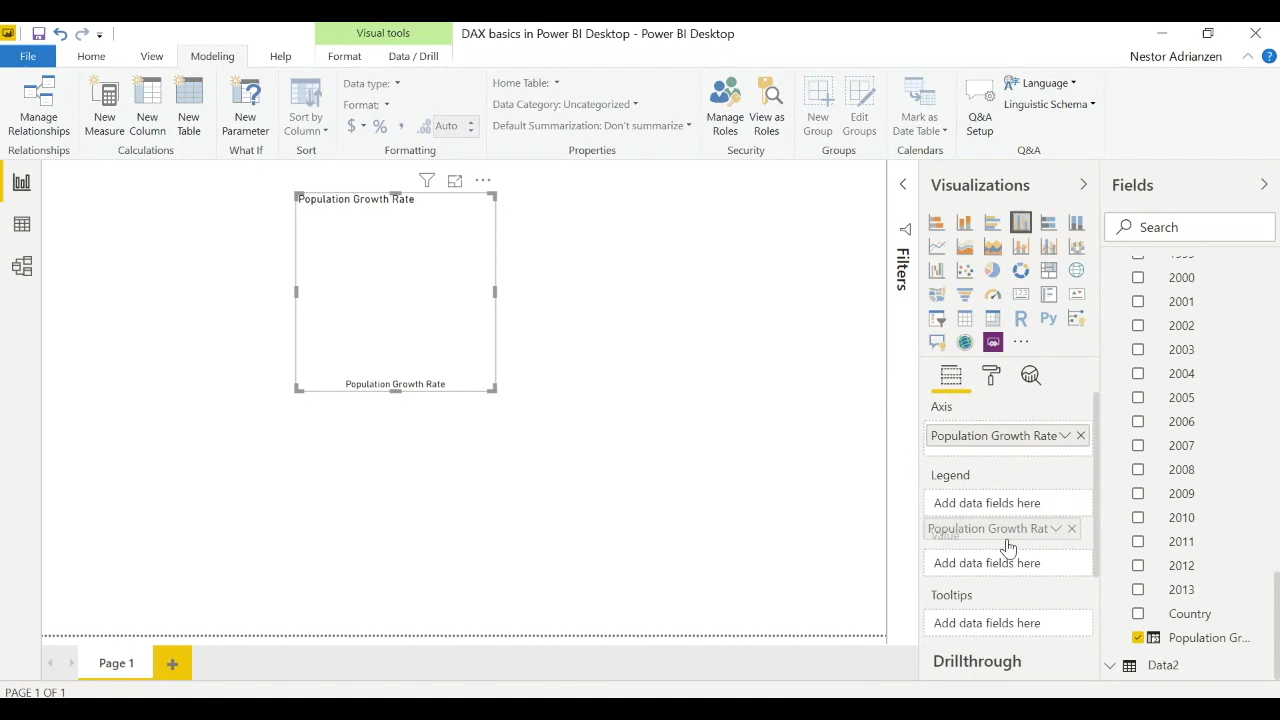 Visual tools
DAX basics in Power BI Desktop - Power BI Desktop
File
Home
View
Modeling
Help
Format
Data / Drill
Nestor Adrianzen
?
Manage
Relationships
Relationships
New
Measure
New
Column
New
Table
Calculations
New
Parameter
What If
Sort by
Column
Sort
Data type:
Format:
$ % , Auto
Formatting
Home Table:
Data Category: Uncategorized
Default Summarization: Don't summarize
Properties
Manage
Roles
View as
Roles
Security
New
Group
Edit
Groups
Groups
Mark as
Date Table
Calendars
Q&A
Setup
Language
Linguistic Schema
Q&A
Population Growth Rate
Population Growth Rate
Filters
Visualizations
123
R
Py
Axis
Population Growth Rate
Legend
Add data fields here
Population Growth Rat
Value
Add data fields here
Tooltips
Add data fields here
Drillthrough
Fields
Search
2000
2001
2002
2003
2004
2005
2006
2007
2008
2009
2010
2011
2012
2013
Country
Population Gr...
Data2
Page 1
PAGE 1 OF 1